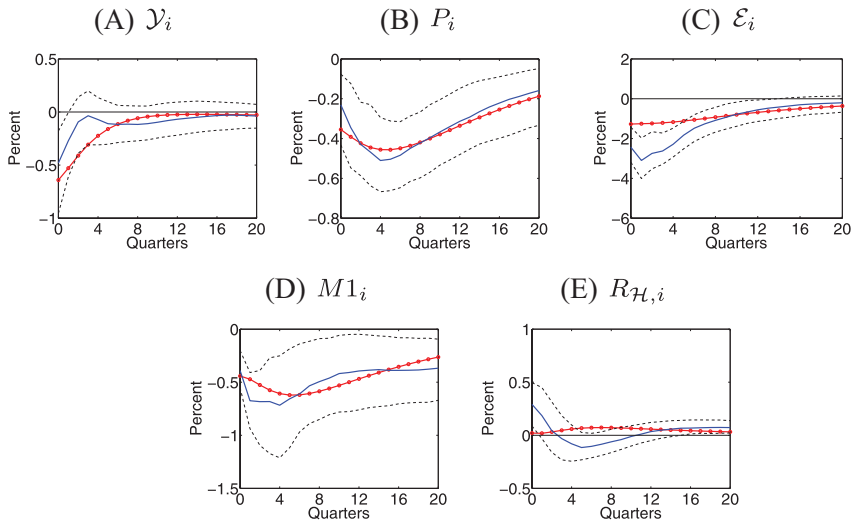 (A) 𝒴i
(B) Pi
(C) ℰi
0.5
0
−0.5
−1
Percent
0 4 8 12 16 20
Quarters
0
−0.2
−0.4
−0.6
−0.8
Percent
0 4 8 12 16 20
Quarters
2
0
−2
−4
−6
Percent
0 4 8 12 16 20
Quarters
(D) M1i
(E) Rℋ,i
0
−0.5
−1
−1.5
Percent
0 4 8 12 16 20
Quarters
1
0.5
0
−0.5
Percent
0 4 8 12 16 20
Quarters